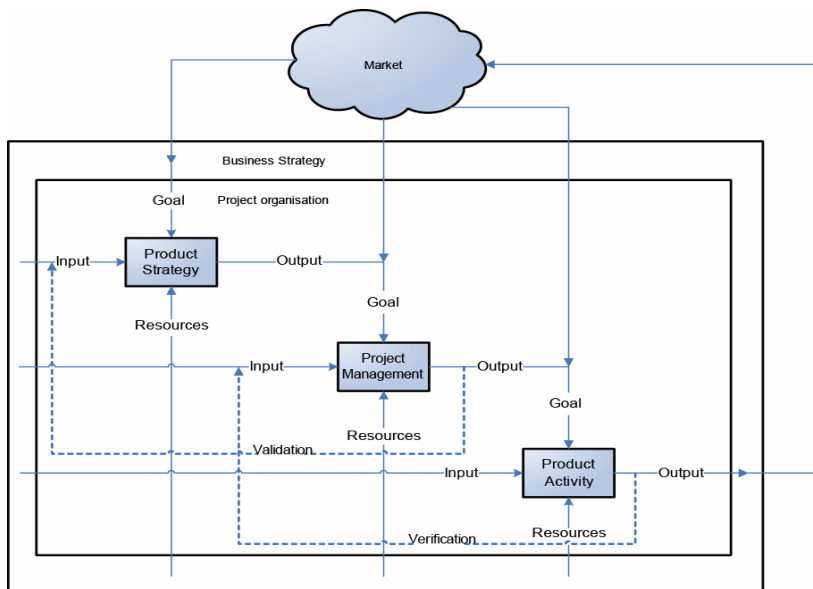 Market
Business Strategy
Goal
Project organisation
Input
Product
Strategy
Output
Resources
Goal
Input
Project
Management
Output
Goal
Resources
Validation
Input
Product
Activity
Output
Resources
Verification